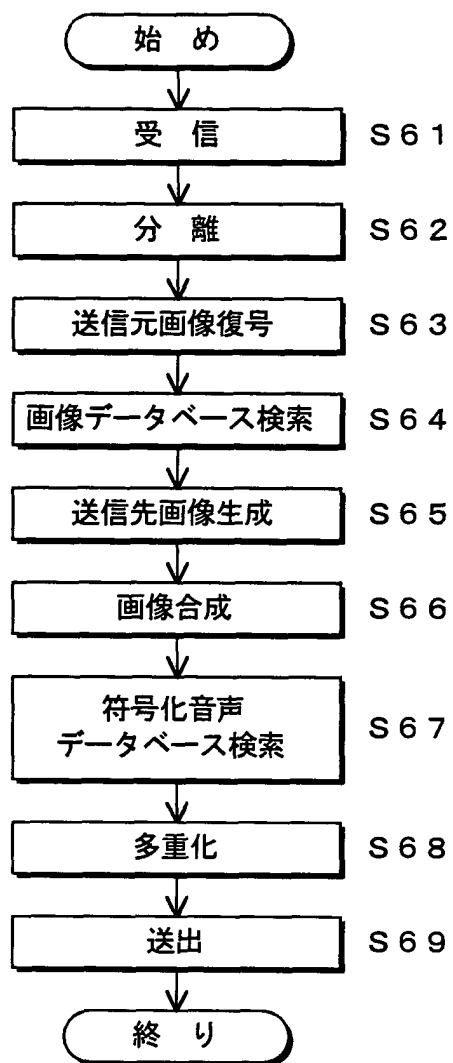 始 め
受 信 S61
分 離 S62
送信元画像復号 S63
画像データベース検索 S64
送信先画像生成 S65
画像合成 S66
符号化音声
データベース検索 S67
多重化 S68
送出 S69
終 り